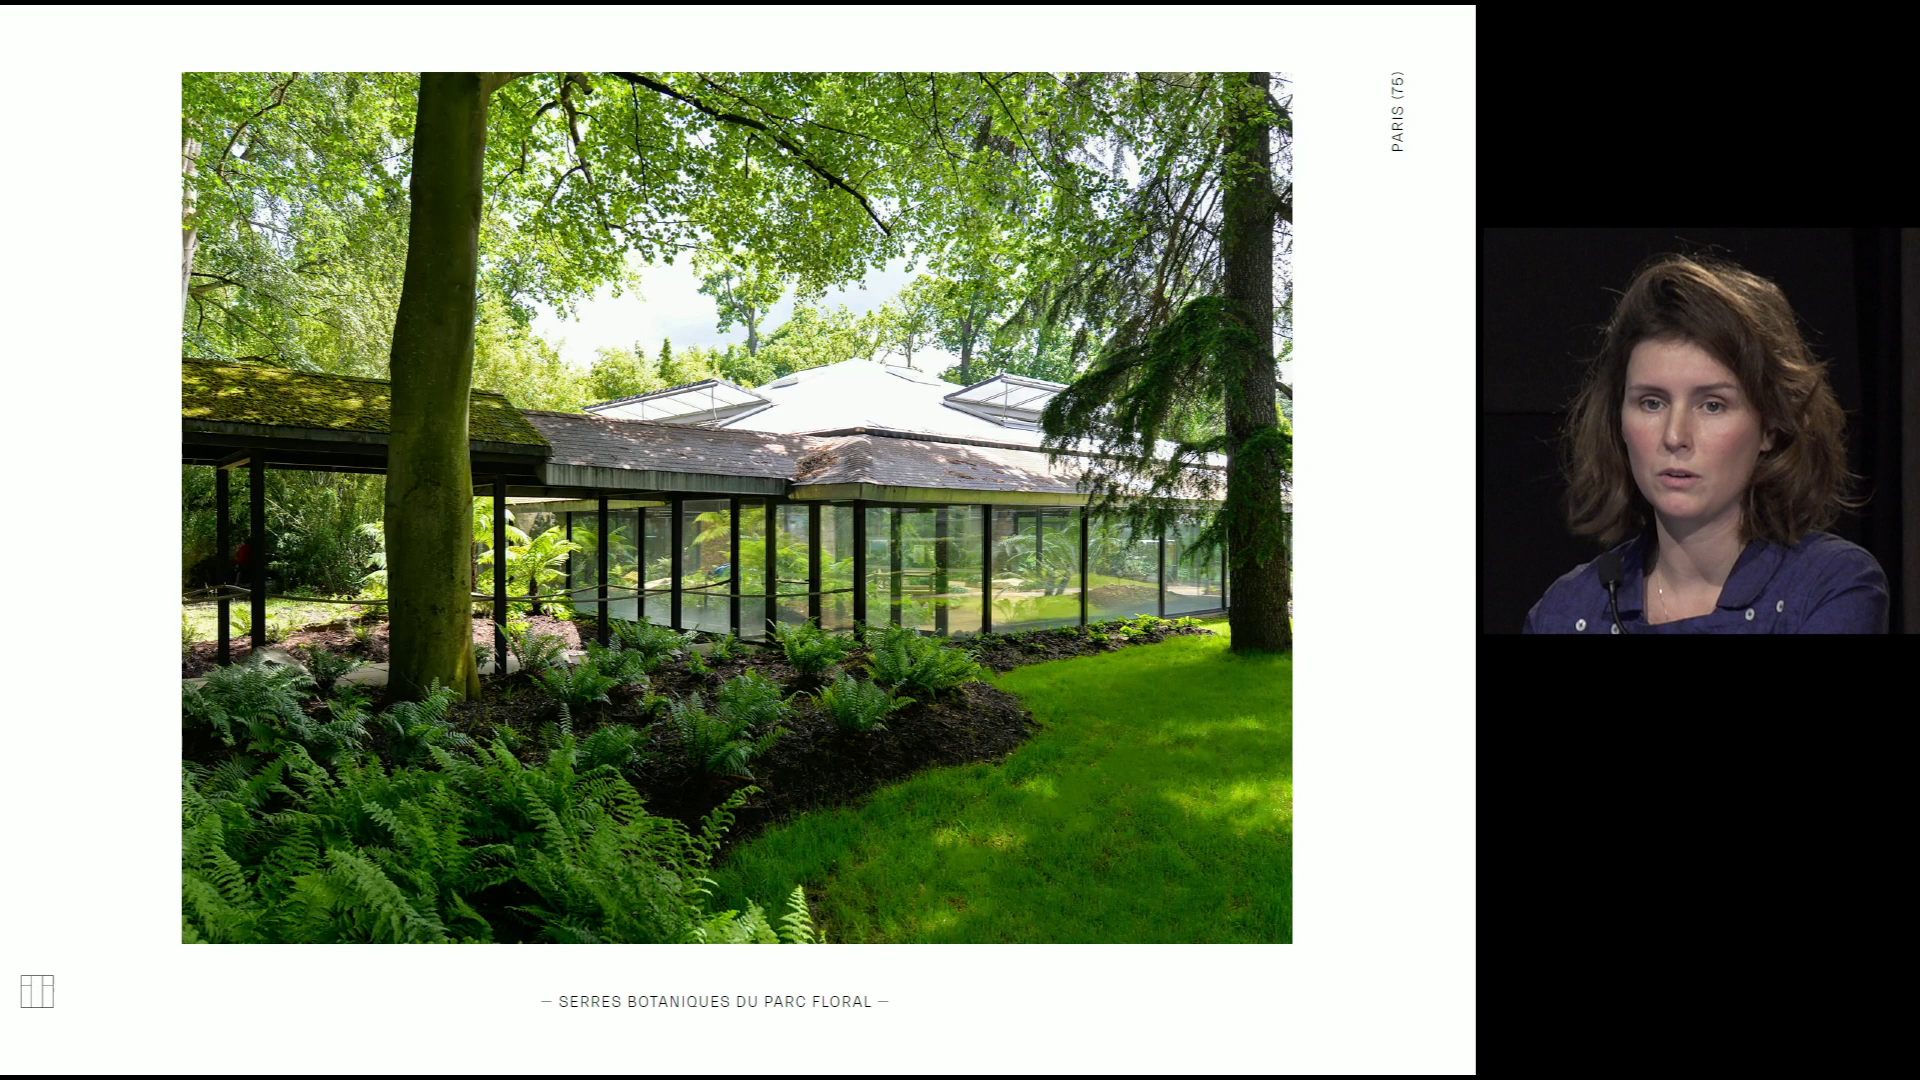 PARIS (75)
— SERRES BOTANIQUES DU PARC FLORAL —